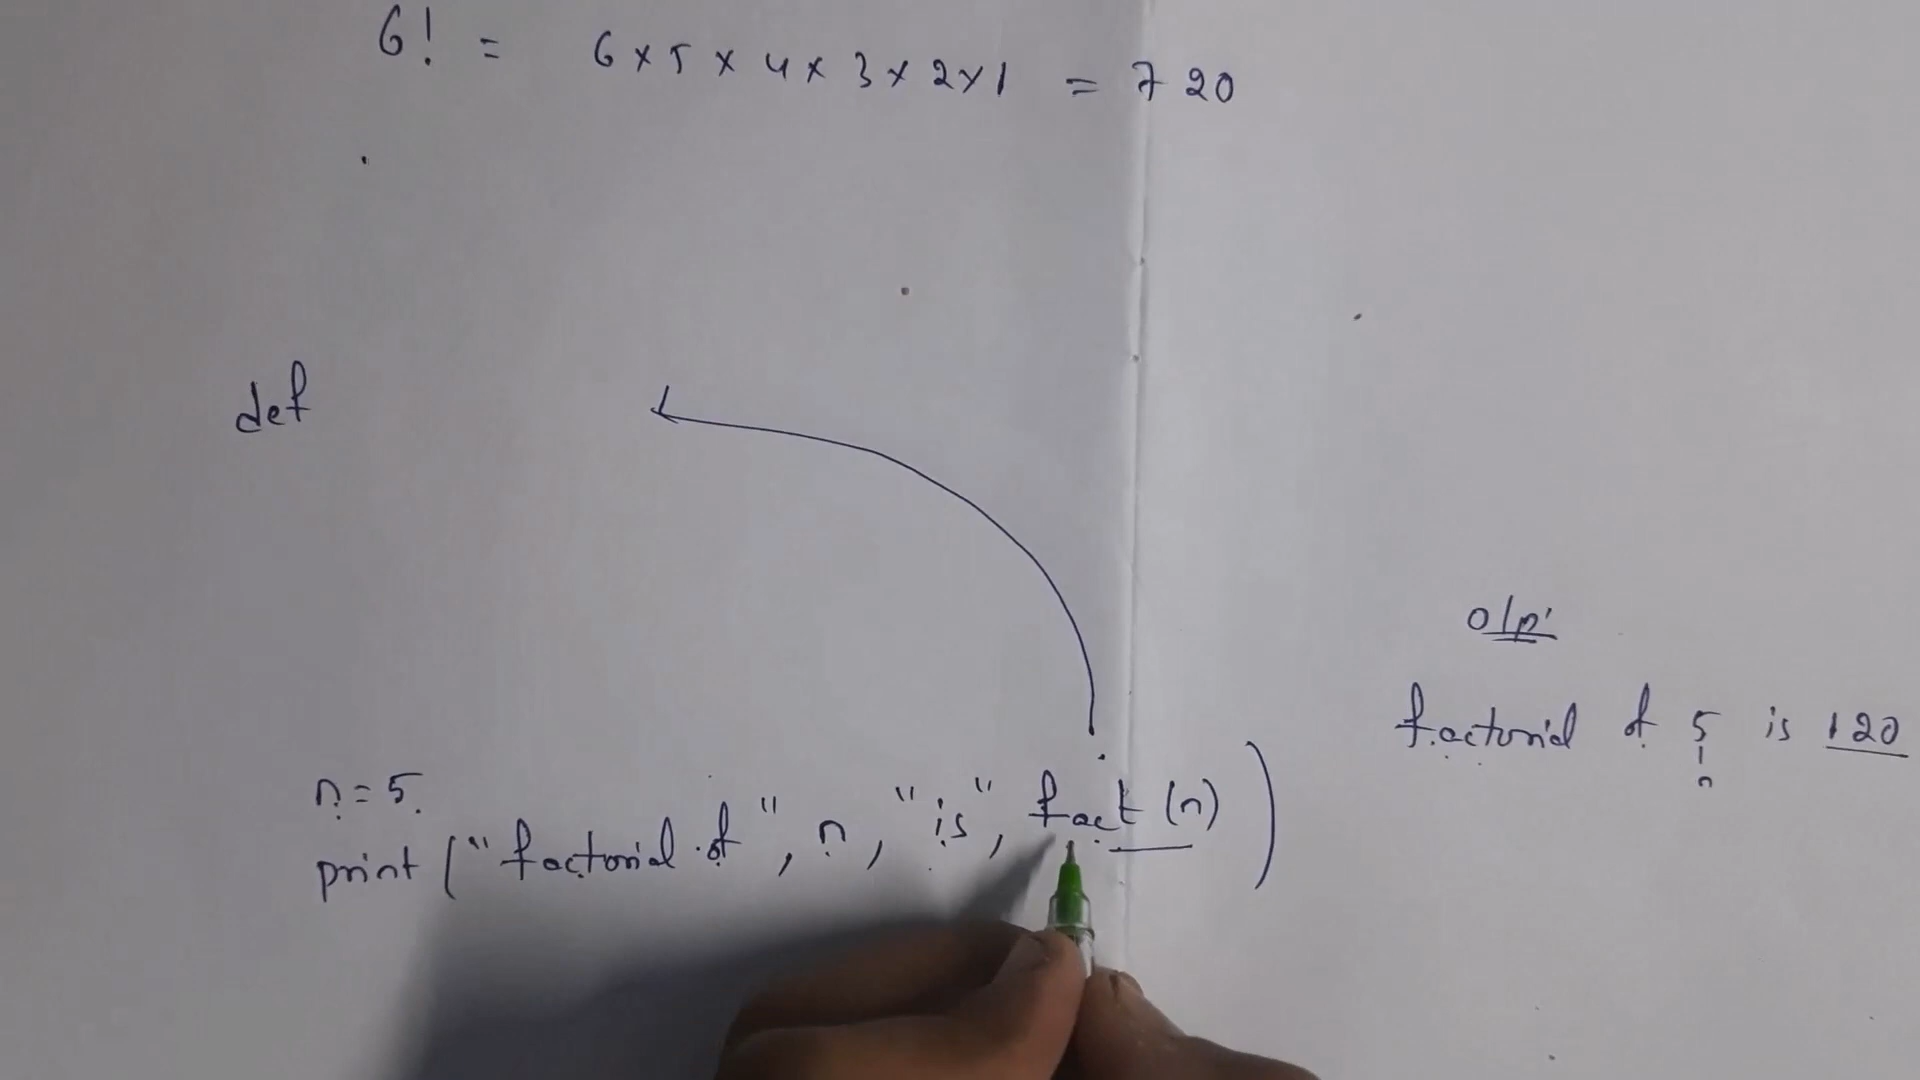 6! = 6 × 5 × 4 × 3 × 2 × 1 = 720
def
o/p
factorial of 5 is 120
n
n = 5
print ("factorial of", n, "is", fact (n))